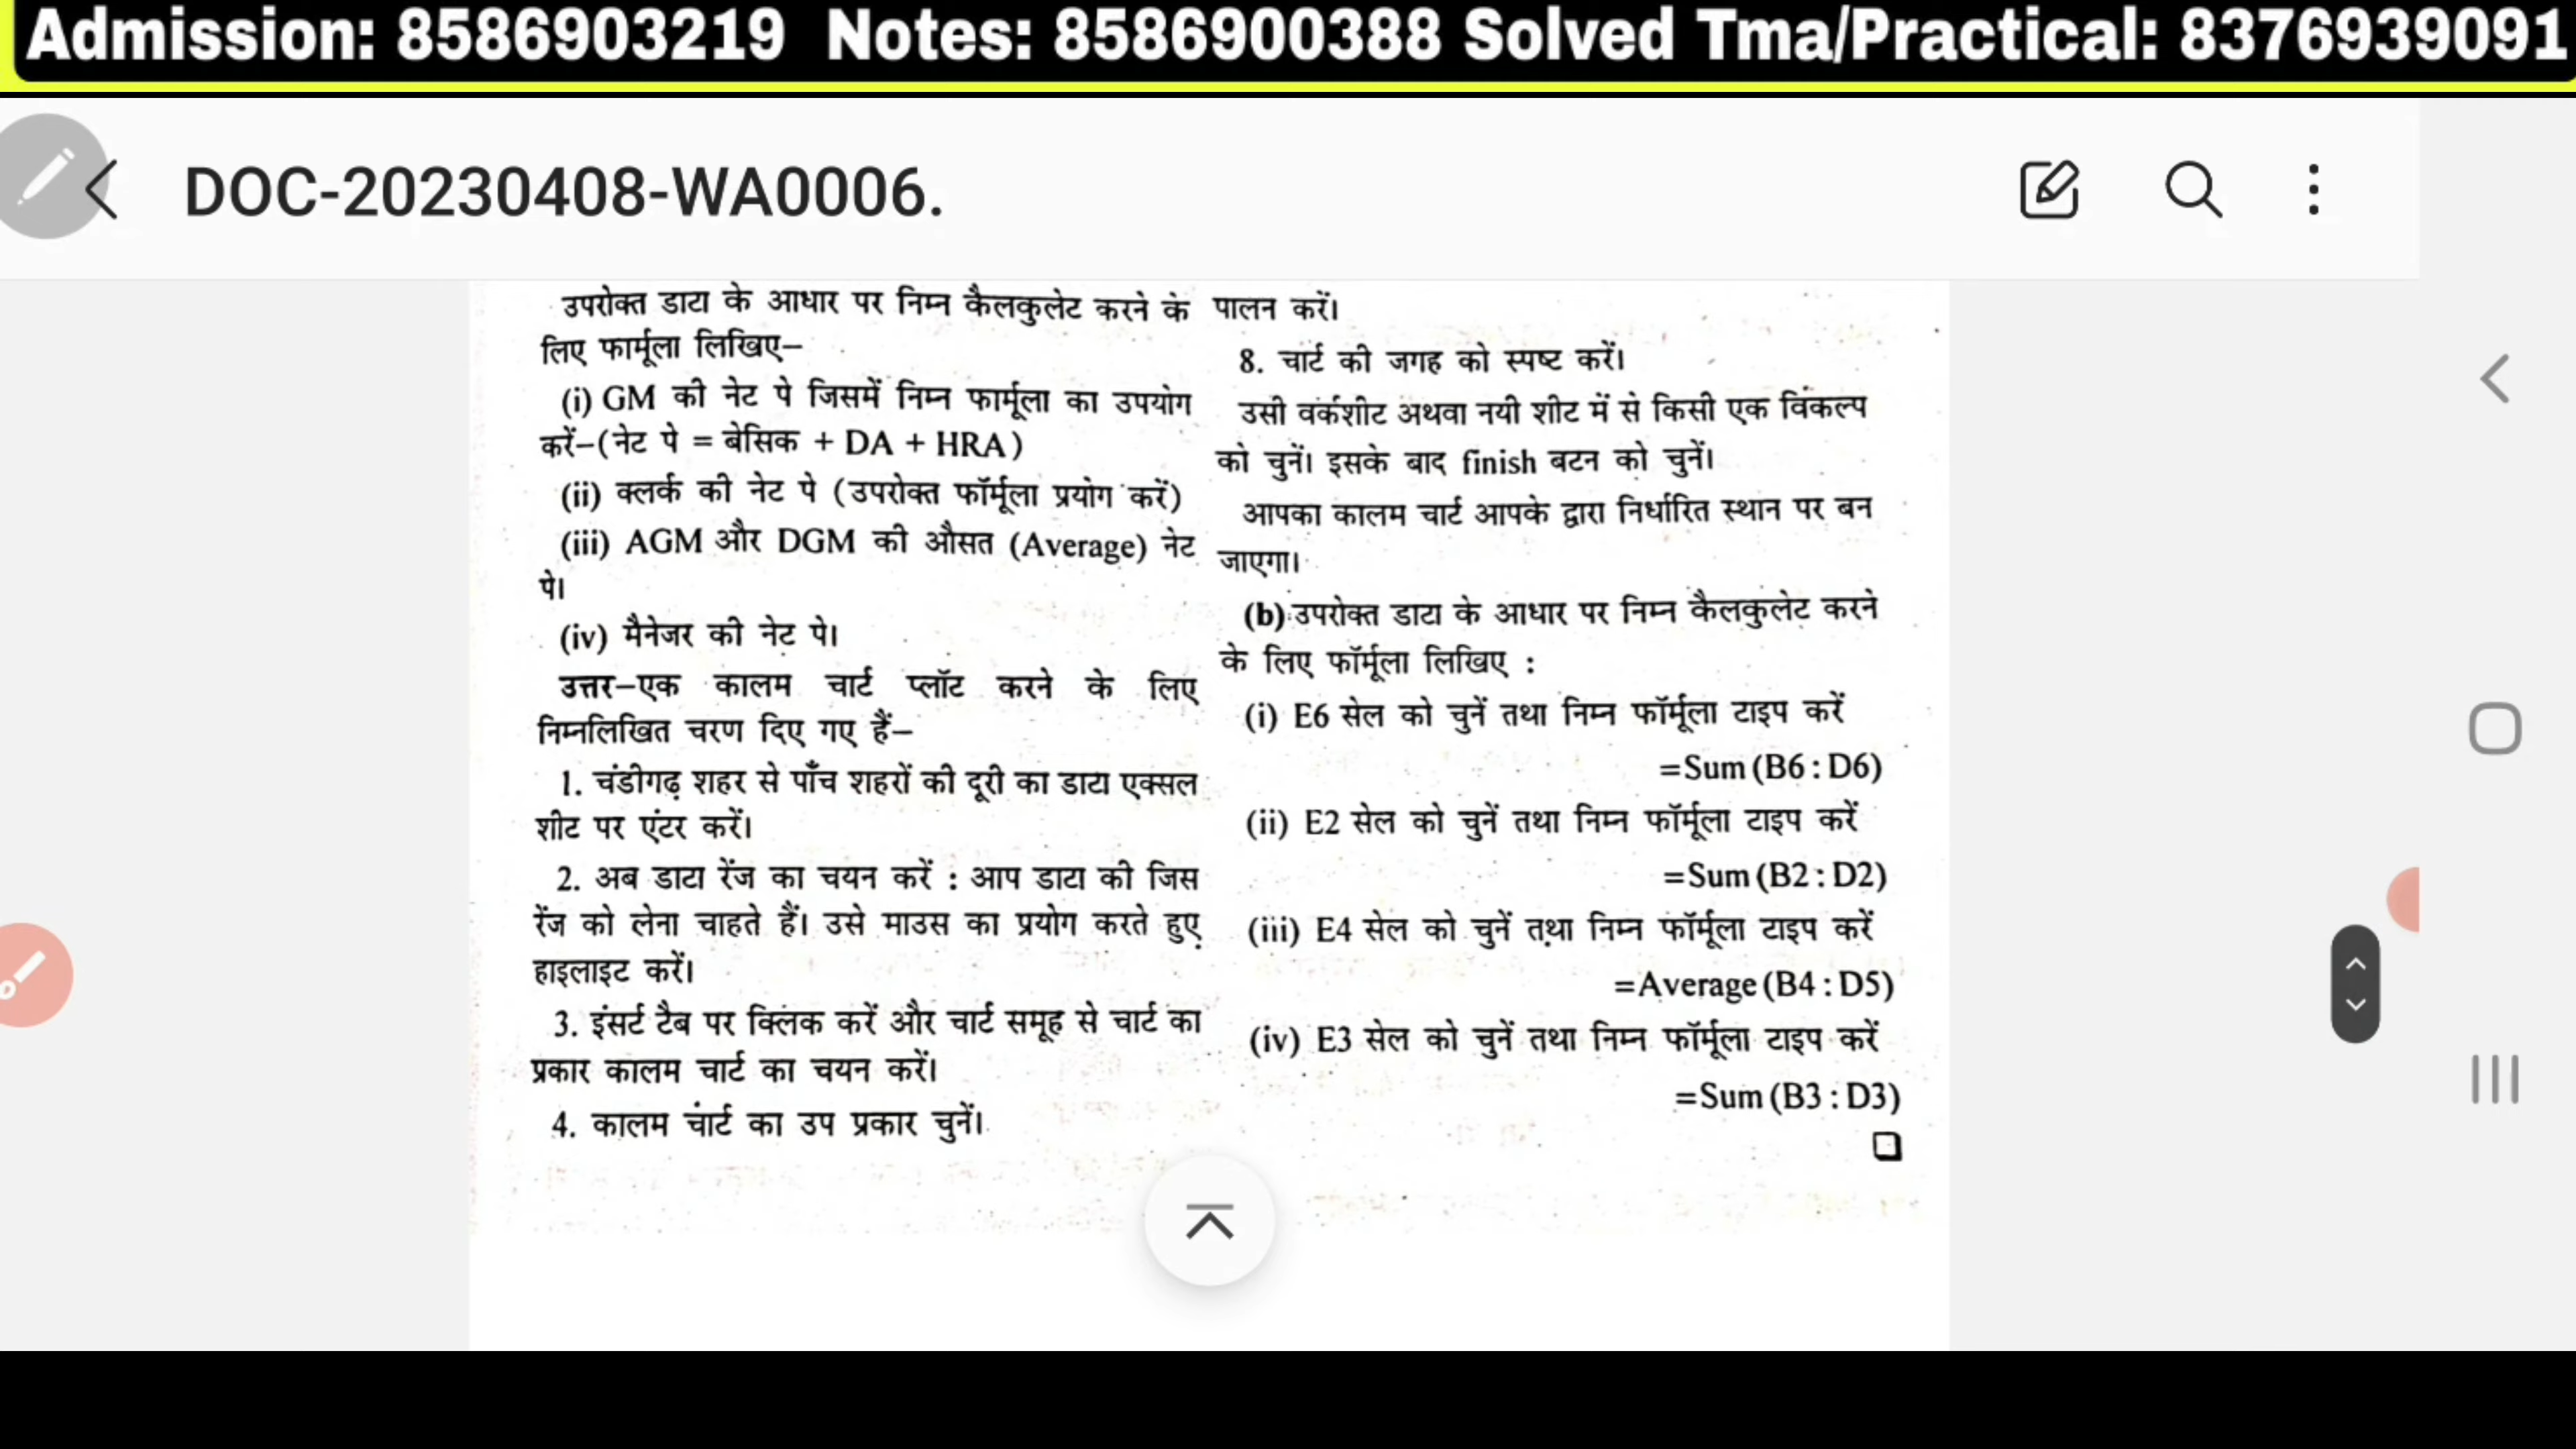 Admission: 8586903219 Notes: 8586900388 Solved Tma/Practical: 8376939091
DOC-20230408-WA0006.
उपरोक्त डाटा के आधार पर निम्न कैलकुलेट करने के
लिए फार्मूला लिखिए–
(i) GM की नेट पे जिसमें निम्न फार्मूला का उपयोग
करें–(नेट पे = बेसिक + DA + HRA)
(ii) क्लर्क की नेट पे (उपरोक्त फॉर्मूला प्रयोग करें)
(iii) AGM और DGM की औसत (Average) नेट
पे।
(iv) मैनेजर की नेट पे।
उत्तर–एक कालम चार्ट प्लॉट करने के लिए
निम्नलिखित चरण दिए गए हैं–
1. चंडीगढ़ शहर से पाँच शहरों की दूरी का डाटा एक्सल
शीट पर एंटर करें।
2. अब डाटा रेंज का चयन करें : आप डाटा की जिस
रेंज को लेना चाहते हैं। उसे माउस का प्रयोग करते हुए
हाइलाइट करें।
3. इंसर्ट टैब पर क्लिक करें और चार्ट समूह से चार्ट का
प्रकार कालम चार्ट का चयन करें।
4. कालम चार्ट का उप प्रकार चुनें।
पालन करें।
8. चार्ट की जगह को स्पष्ट करें।
उसी वर्कशीट अथवा नयी शीट में से किसी एक विकल्प
को चुनें। इसके बाद finish बटन को चुनें।
आपका कालम चार्ट आपके द्वारा निर्धारित स्थान पर बन
जाएगा।
(b) उपरोक्त डाटा के आधार पर निम्न कैलकुलेट करने
के लिए फॉर्मूला लिखिए :
(i) E6 सेल को चुनें तथा निम्न फॉर्मूला टाइप करें
=Sum (B6 : D6)
(ii) E2 सेल को चुनें तथा निम्न फॉर्मूला टाइप करें
=Sum (B2 : D2)
(iii) E4 सेल को चुनें तथा निम्न फॉर्मूला टाइप करें
=Average (B4 : D5)
(iv) E3 सेल को चुनें तथा निम्न फॉर्मूला टाइप करें
=Sum (B3 : D3)